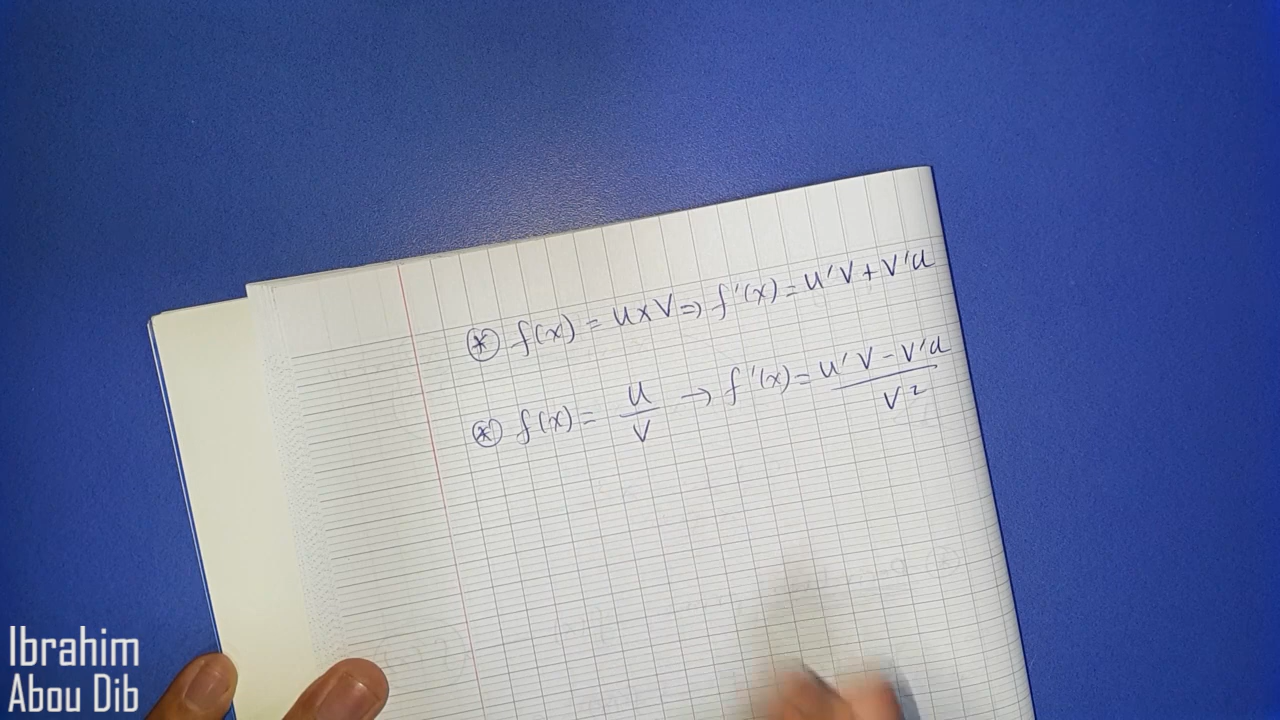 ⊛ f(x) = u x v ⇒ f'(x) = u'v + v'u
⊛ f(x) = u/v → f'(x) = u'v - v'u / v²
Ibrahim
Abou Dib